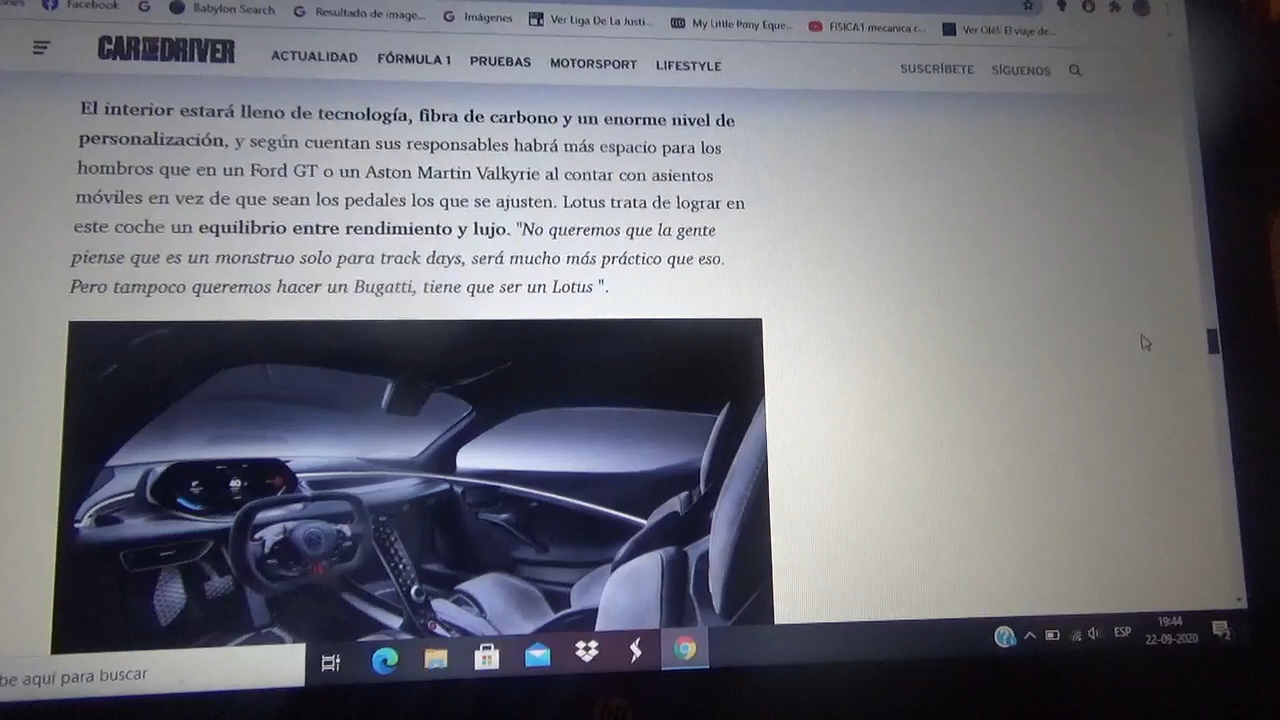 Facebook
Babylon Search
Resultado de image...
Imágenes
Ver Liga De La Justi...
My Little Pony Eque...
FISICA1 mecanica c...
Ver Olé! El viaje de...
CAR AND DRIVER
ACTUALIDAD FÓRMULA 1 PRUEBAS MOTORSPORT LIFESTYLE
SUSCRÍBETE SÍGUENOS
El interior estará lleno de tecnología, fibra de carbono y un enorme nivel de
personalización, y según cuentan sus responsables habrá más espacio para los
hombros que en un Ford GT o un Aston Martin Valkyrie al contar con asientos
móviles en vez de que sean los pedales los que se ajusten. Lotus trata de lograr en
este coche un equilibrio entre rendimiento y lujo. "No queremos que la gente
piense que es un monstruo solo para track days, será mucho más práctico que eso.
Pero tampoco queremos hacer un Bugatti, tiene que ser un Lotus ".
be aquí para buscar
ESP
19:44
22-09-2020
hp